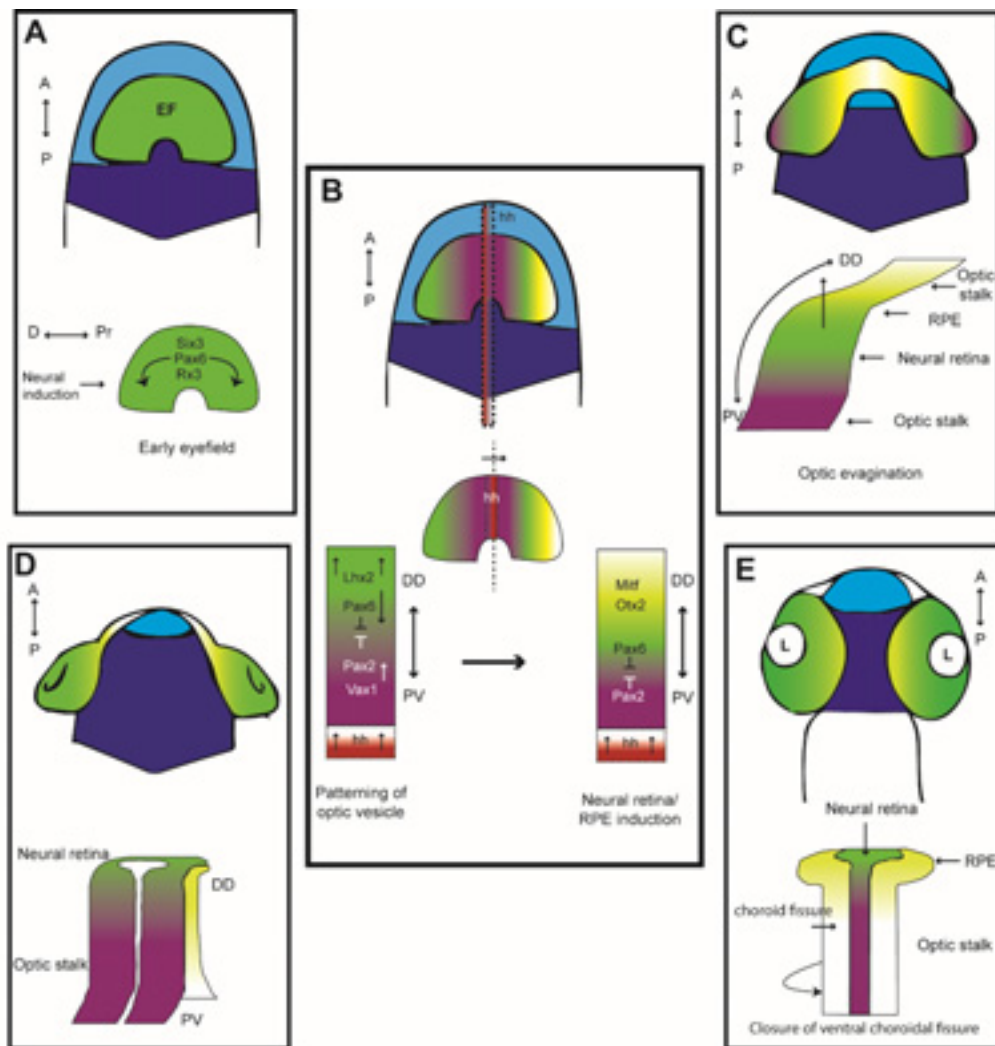 A
A
P
EF
D
Pr
Six3
Pax6
Rx3
Neural
induction
Early eyefield
B
A
P
hh
hh
Lhx2
Pax6
Pax2
Vax1
hh
DD
PV
Patterning of
optic vesicle
Mitf
Otx2
Pax6
Pax2
hh
DD
PV
Neural retina/
RPE induction
C
A
P
DD
Optic
stalk
RPE
Neural retina
PV
Optic stalk
Optic evagination
D
A
P
Neural retina
DD
Optic stalk
PV
E
A
P
L
L
Neural retina
RPE
choroid fissure
Optic stalk
Closure of ventral choroidal fissure